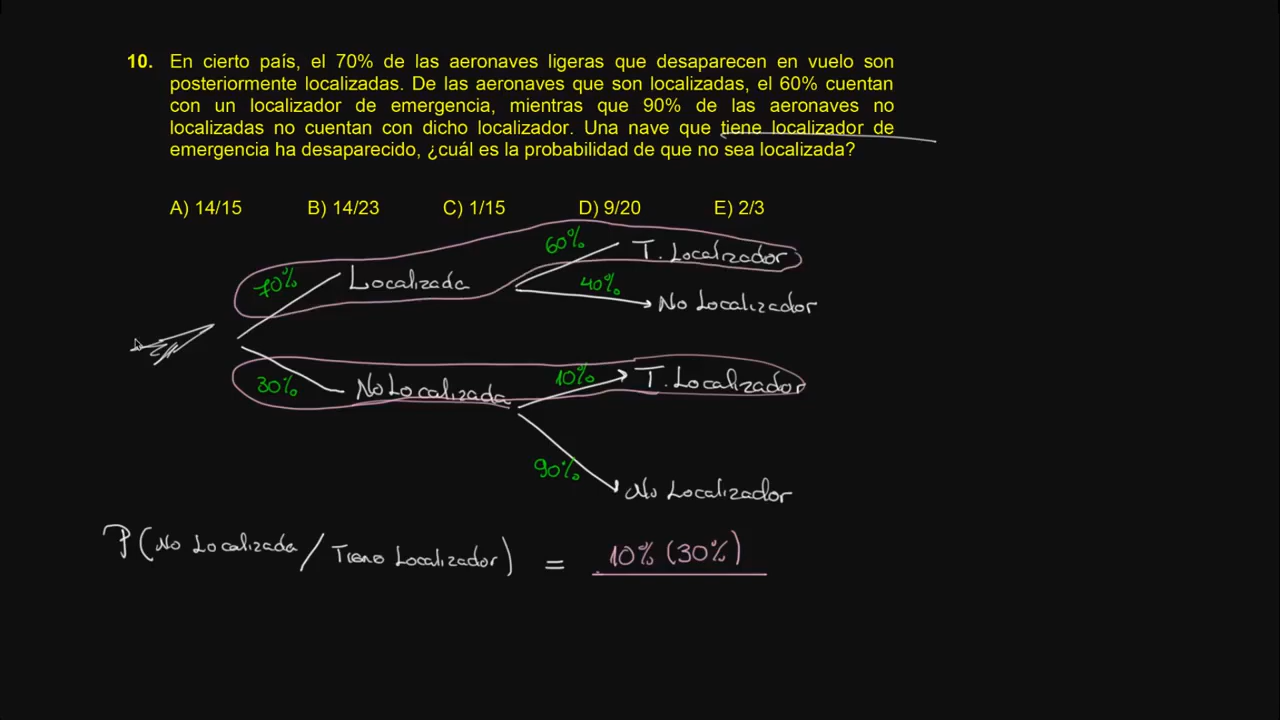 10. En cierto país, el 70% de las aeronaves ligeras que desaparecen en vuelo son
posteriormente localizadas. De las aeronaves que son localizadas, el 60% cuentan
con un localizador de emergencia, mientras que 90% de las aeronaves no
localizadas no cuentan con dicho localizador. Una nave que tiene localizador de
emergencia ha desaparecido, ¿cuál es la probabilidad de que no sea localizada?
A) 14/15 B) 14/23 C) 1/15 D) 9/20 E) 2/3
60% T. Localizador
70% Localizada
40% No Localizador
10% T. Localizador
30% No Localizada
90% No Localizador
P(No Localizada / Tiene Localizador) = 10% (30%)